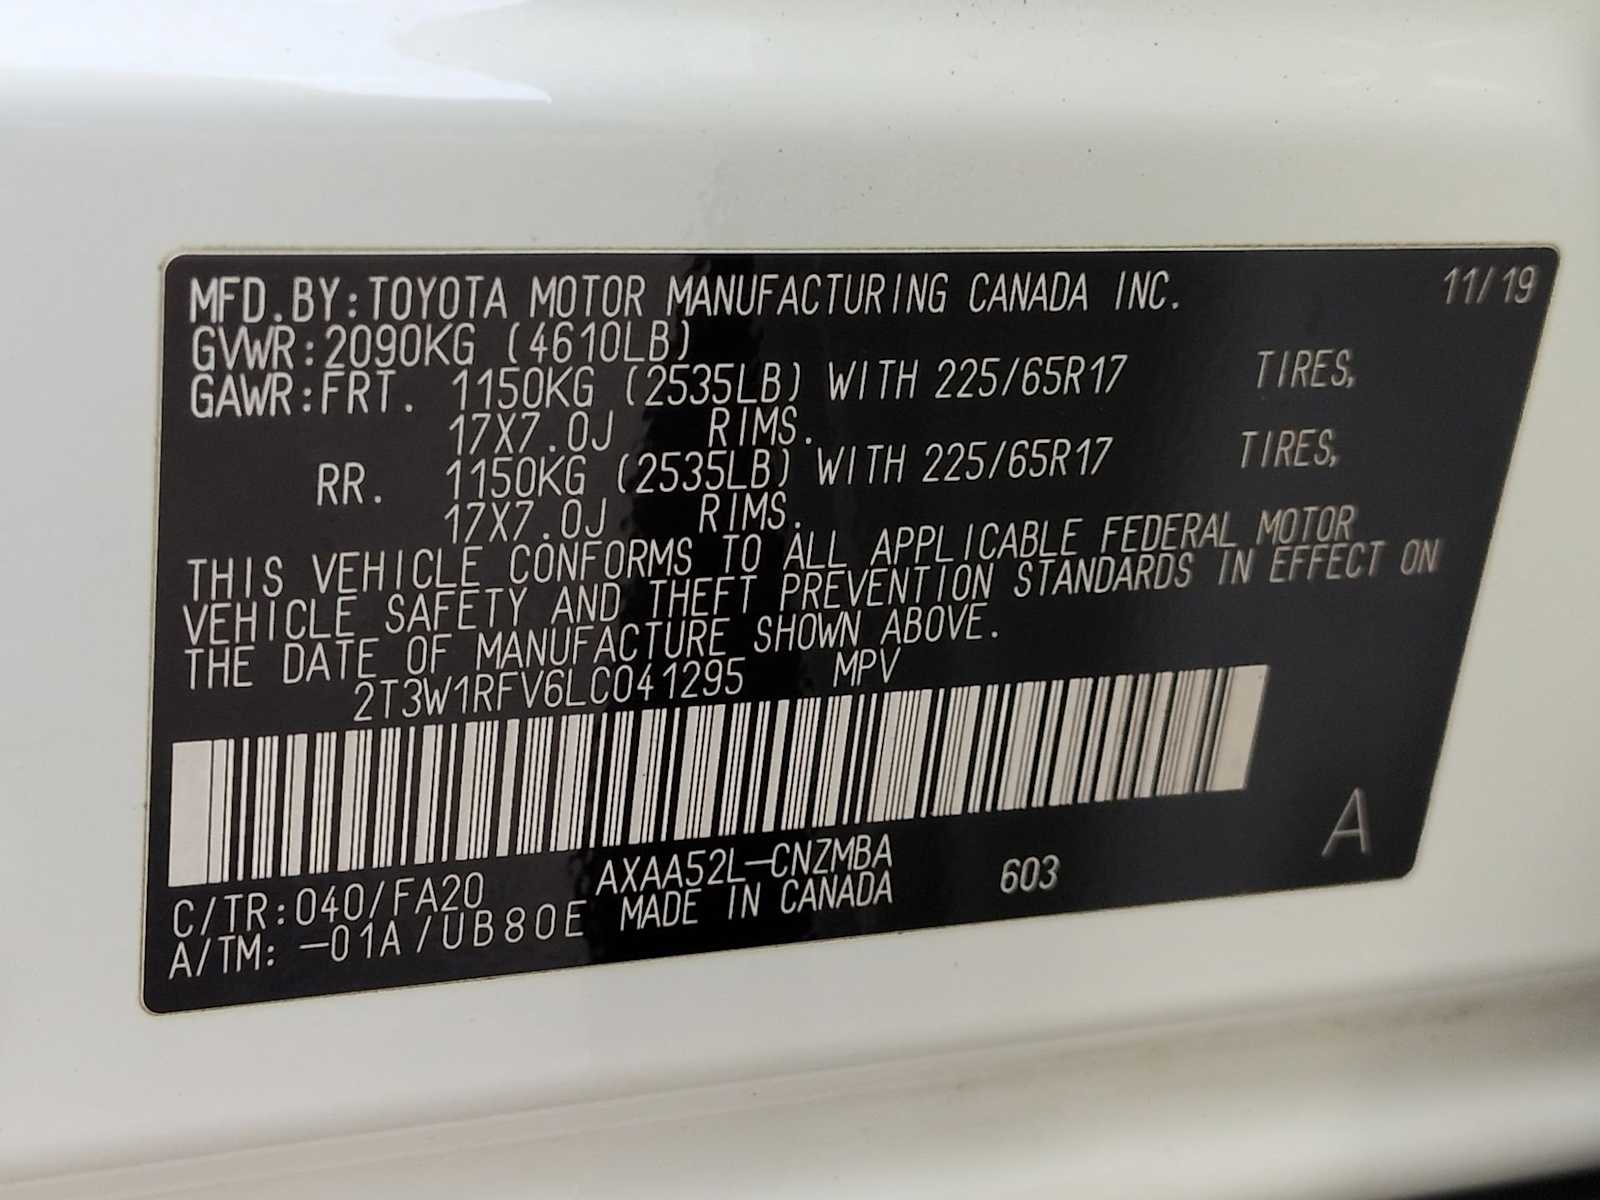 MFD.BY:TOYOTA MOTOR MANUFACTURING CANADA INC. 11/19
GVWR:2090KG (4610LB)
GAWR:FRT. 1150KG (2535LB) WITH 225/65R17 TIRES,
17X7.0J RIMS.
RR. 1150KG (2535LB) WITH 225/65R17 TIRES,
17X7.0J RIMS.
THIS VEHICLE CONFORMS TO ALL APPLICABLE FEDERAL MOTOR
VEHICLE SAFETY AND THEFT PREVENTION STANDARDS IN EFFECT ON
THE DATE OF MANUFACTURE SHOWN ABOVE.
2T3W1RFV6LC041295 MPV
A
C/TR:040/FA20 AXAA52L-CNZMBA 603
A/TM: -01A/UB80E MADE IN CANADA